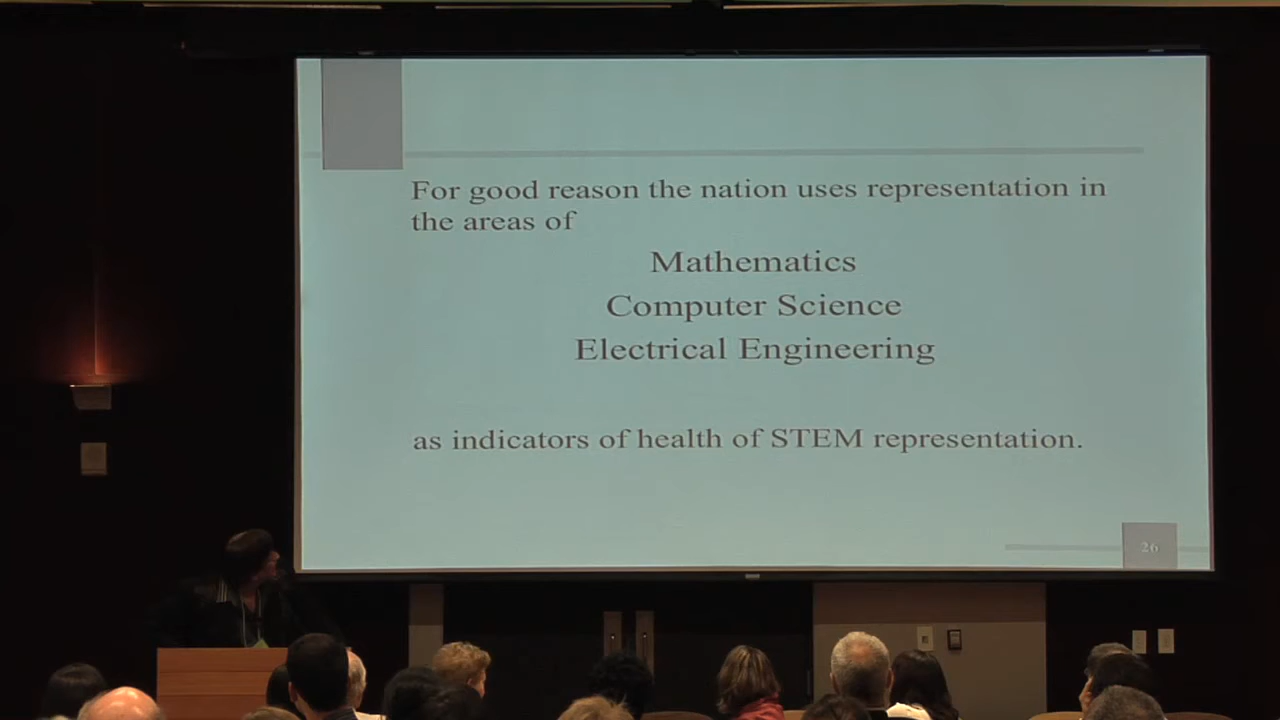 For good reason the nation uses representation in
the areas of
Mathematics
Computer Science
Electrical Engineering
as indicators of health of STEM representation.
26